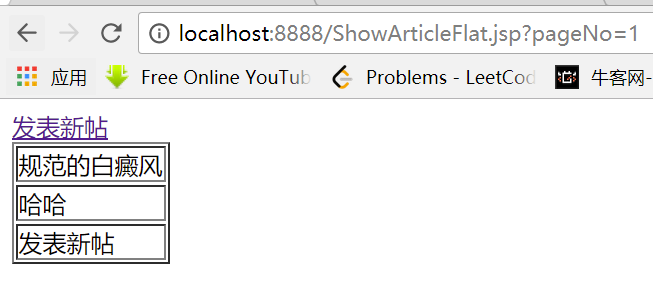 localhost:8888/ShowArticleFlat.jsp?pageNo=1
应用 Free Online YouTub Problems - LeetCod 牛客网-
发表新帖
规范的白癜风
哈哈
发表新帖